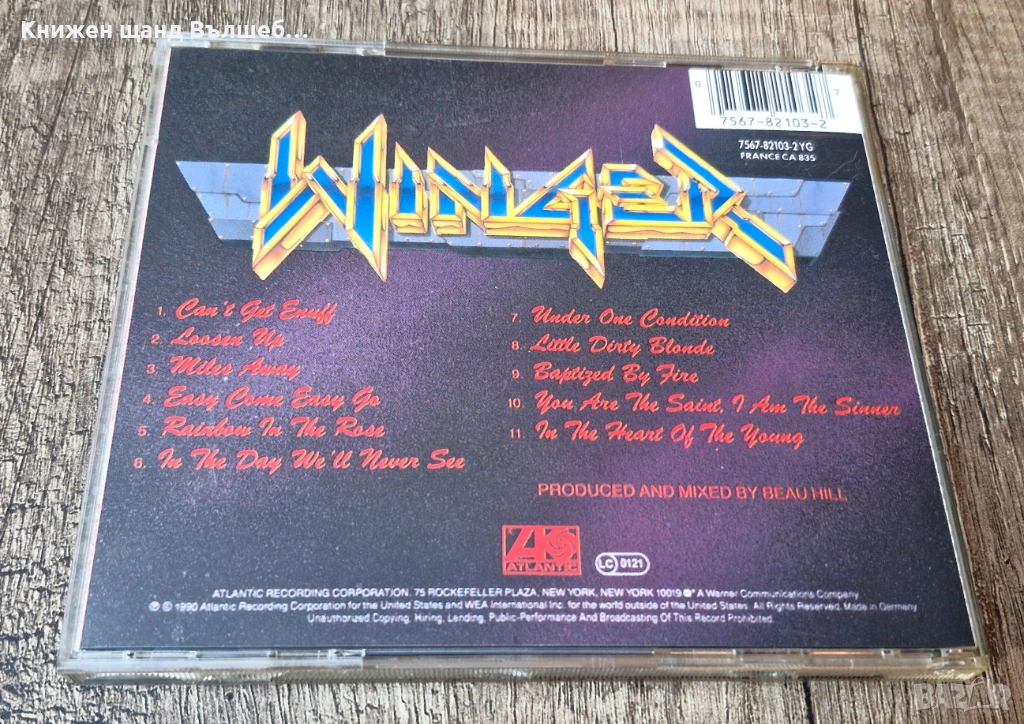 Книжен щанд Вълшеб...
0 7
7567-82103-2
7567-82103-2YG
FRANCE CA 835
WINGER
1. Can't Get Enuff
2. Loosen Up
3. Miles Away
4. Easy Come Easy Go
5. Rainbow In The Rose
6. In The Day We'll Never See
7. Under One Condition
8. Little Dirty Blonde
9. Baptized By Fire
10. You Are The Saint, I Am The Sinner
11. In The Heart Of The Young
PRODUCED AND MIXED BY BEAU HILL
ATLANTIC
LC 0121
ATLANTIC RECORDING CORPORATION, 75 ROCKEFELLER PLAZA, NEW YORK, NEW YORK 10019 ® A Warner Communications Company
℗ © 1990 Atlantic Recording Corporation for the United States and WEA International Inc. for the world outside of the United States. All Rights Reserved. Made in Germany
Unauthorized Copying, Hiring, Lending, Public-Performance And Broadcasting Of This Record Prohibited.
BAZAR